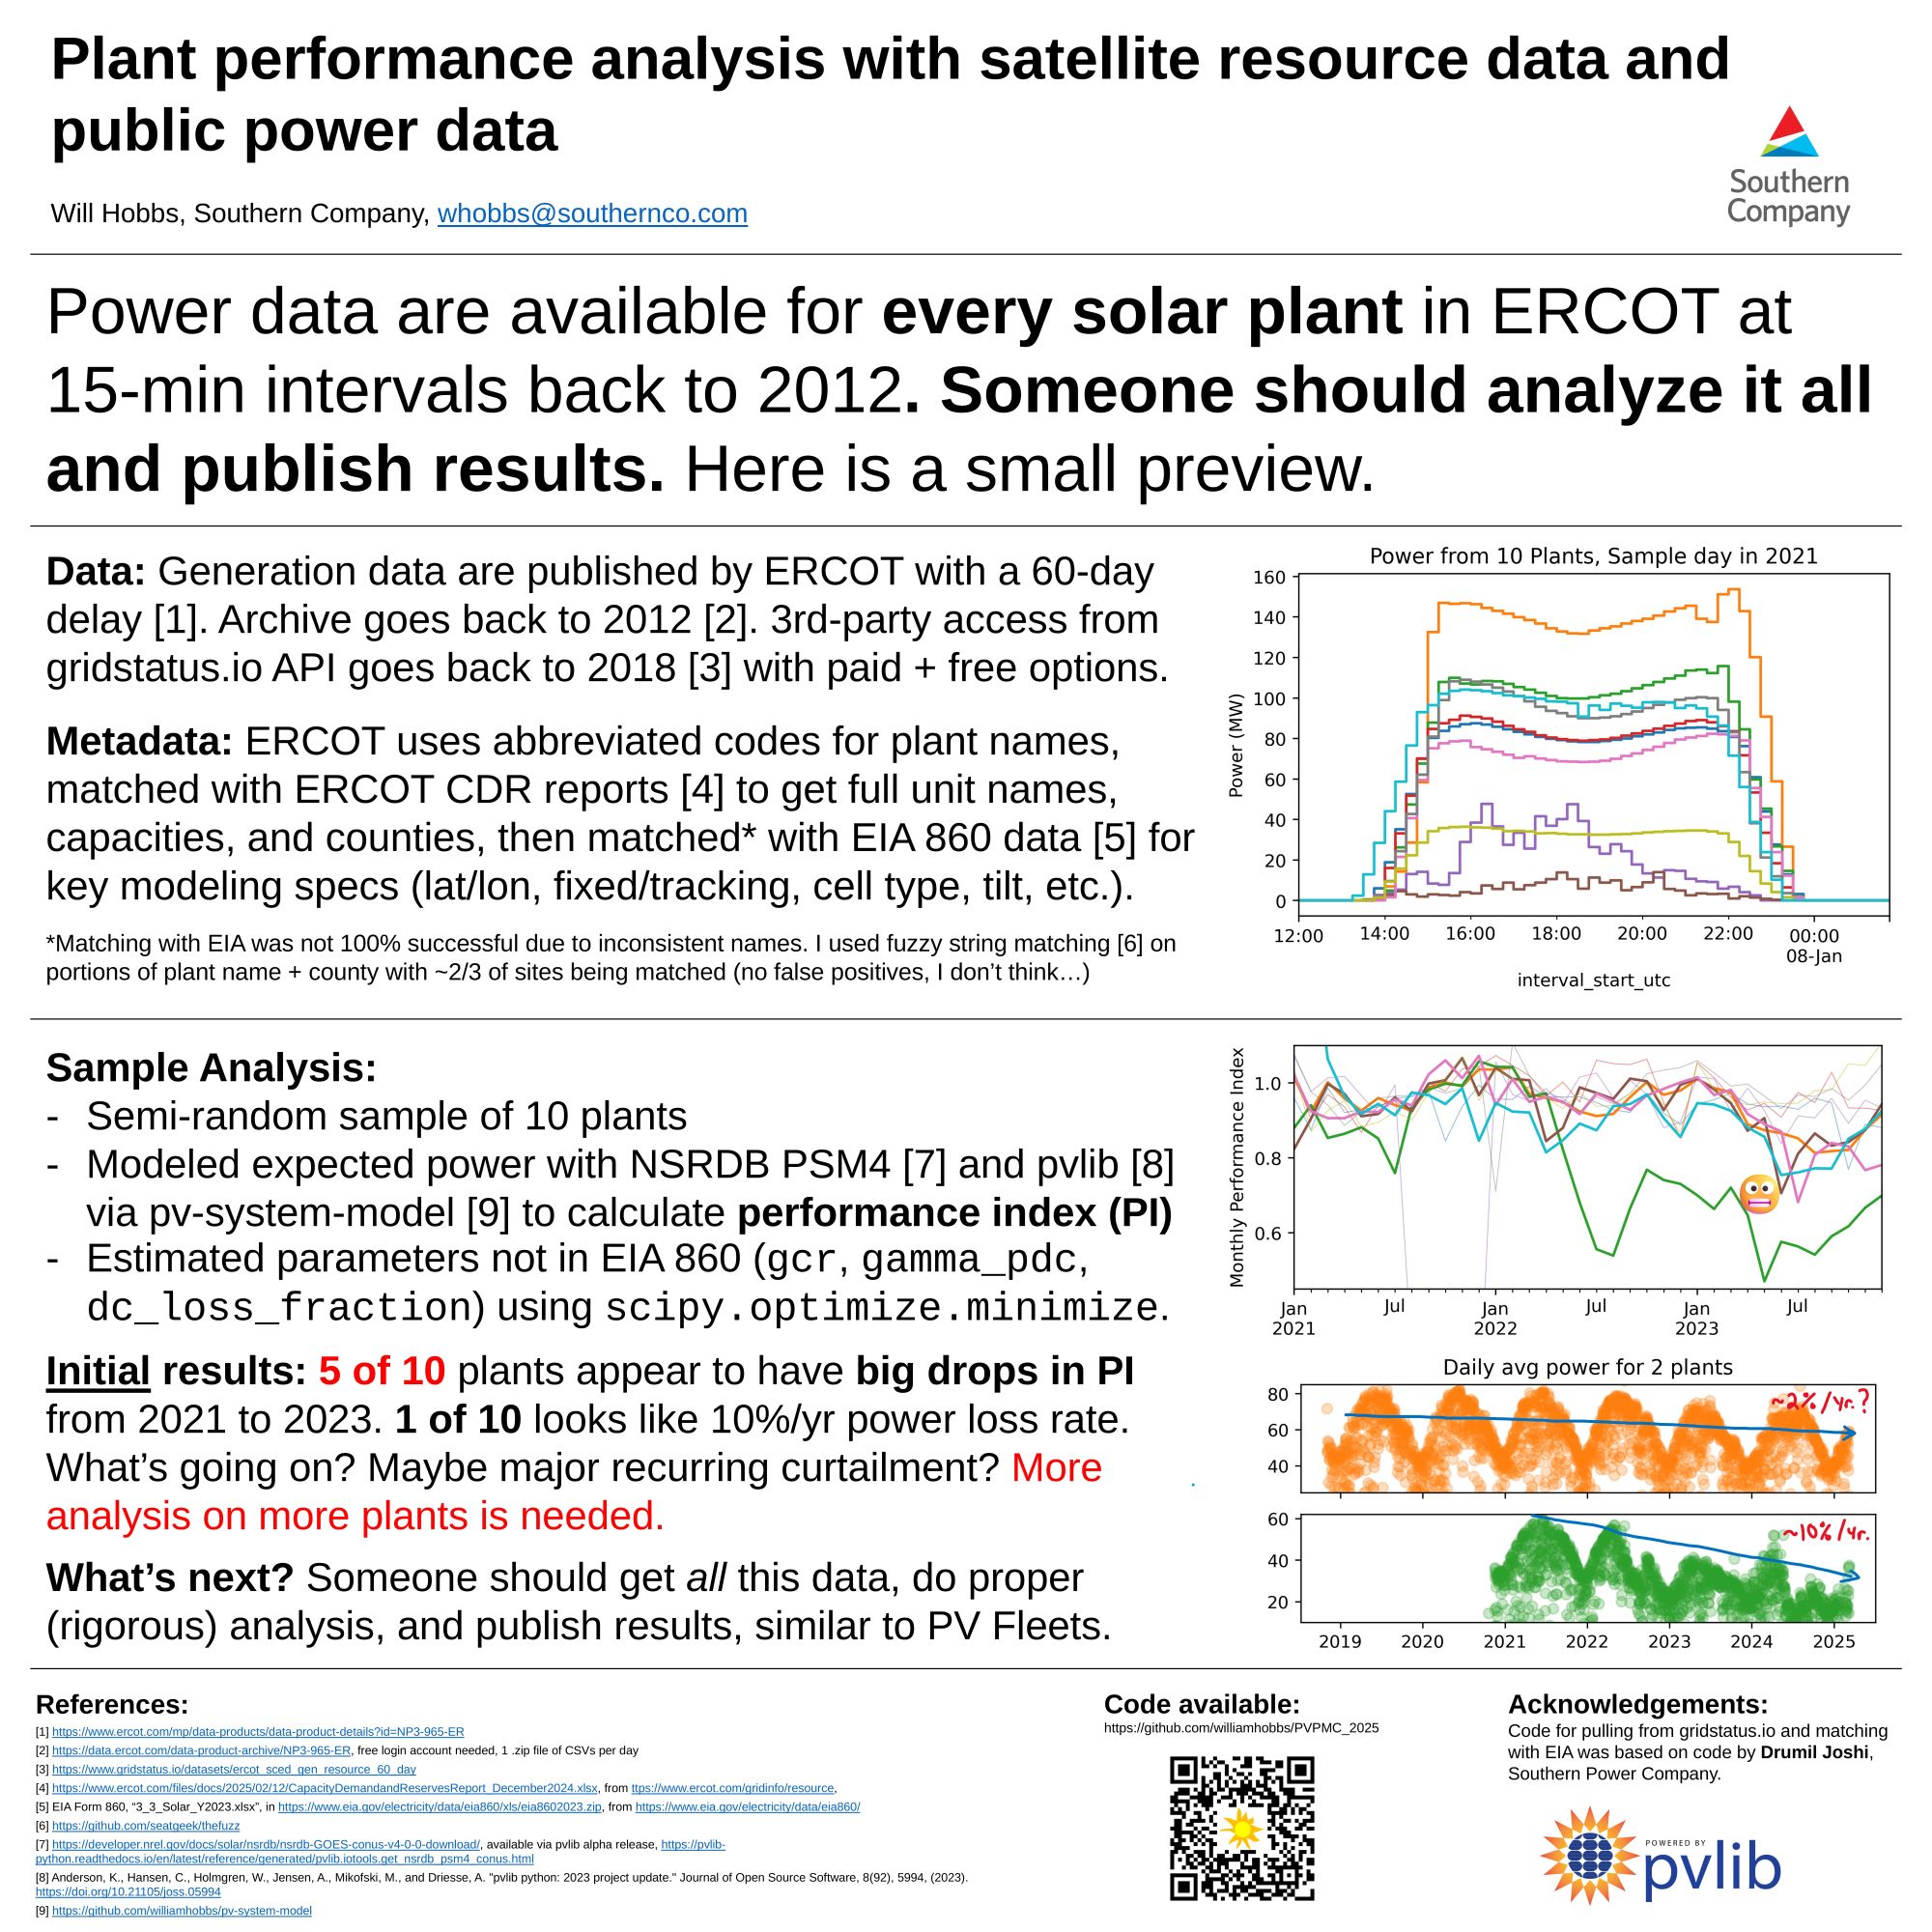 Plant performance analysis with satellite resource data and
public power data
Will Hobbs, Southern Company, whobbs@southernco.com
Southern
Company
Power data are available for every solar plant in ERCOT at
15-min intervals back to 2012. Someone should analyze it all
and publish results. Here is a small preview.
Data: Generation data are published by ERCOT with a 60-day
delay [1]. Archive goes back to 2012 [2]. 3rd-party access from
gridstatus.io API goes back to 2018 [3] with paid + free options.
Metadata: ERCOT uses abbreviated codes for plant names,
matched with ERCOT CDR reports [4] to get full unit names,
capacities, and counties, then matched* with EIA 860 data [5] for
key modeling specs (lat/lon, fixed/tracking, cell type, tilt, etc.).
*Matching with EIA was not 100% successful due to inconsistent names. I used fuzzy string matching [6] on
portions of plant name + county with ~2/3 of sites being matched (no false positives, I don’t think…)
Power from 10 Plants, Sample day in 2021
160
140
120
100
80
60
40
20
0
Power (MW)
12:00 14:00 16:00 18:00 20:00 22:00 00:00
08-Jan
interval_start_utc
Sample Analysis:
- Semi-random sample of 10 plants
- Modeled expected power with NSRDB PSM4 [7] and pvlib [8]
via pv-system-model [9] to calculate performance index (PI)
- Estimated parameters not in EIA 860 (gcr, gamma_pdc,
dc_loss_fraction) using scipy.optimize.minimize.
Initial results: 5 of 10 plants appear to have big drops in PI
from 2021 to 2023. 1 of 10 looks like 10%/yr power loss rate.
What’s going on? Maybe major recurring curtailment? More
analysis on more plants is needed.
What’s next? Someone should get all this data, do proper
(rigorous) analysis, and publish results, similar to PV Fleets.
Monthly Performance Index
1.0
0.8
0.6
Jan Jul Jan Jul Jan Jul
2021 2022 2023
Daily avg power for 2 plants
80
60
40
~2%/yr.?
60
40
20
~10%/yr.
2019 2020 2021 2022 2023 2024 2025
References:
[1] https://www.ercot.com/mp/data-products/data-product-details?id=NP3-965-ER
[2] https://data.ercot.com/data-product-archive/NP3-965-ER, free login account needed, 1 .zip file of CSVs per day
[3] https://www.gridstatus.io/datasets/ercot_sced_gen_resource_60_day
[4] https://www.ercot.com/files/docs/2025/02/12/CapacityDemandandReservesReport_December2024.xlsx, from ttps://www.ercot.com/gridinfo/resource,
[5] EIA Form 860, “3_3_Solar_Y2023.xlsx”, in https://www.eia.gov/electricity/data/eia860/xls/eia8602023.zip, from https://www.eia.gov/electricity/data/eia860/
[6] https://github.com/seatgeek/thefuzz
[7] https://developer.nrel.gov/docs/solar/nsrdb/nsrdb-GOES-conus-v4-0-0-download/, available via pvlib alpha release, https://pvlib-
python.readthedocs.io/en/latest/reference/generated/pvlib.iotools.get_nsrdb_psm4_conus.html
[8] Anderson, K., Hansen, C., Holmgren, W., Jensen, A., Mikofski, M., and Driesse, A. "pvlib python: 2023 project update." Journal of Open Source Software, 8(92), 5994, (2023).
https://doi.org/10.21105/joss.05994
[9] https://github.com/williamhobbs/pv-system-model
Code available:
https://github.com/williamhobbs/PVPMC_2025
Acknowledgements:
Code for pulling from gridstatus.io and matching
with EIA was based on code by Drumil Joshi,
Southern Power Company.
POWERED BY
pvlib